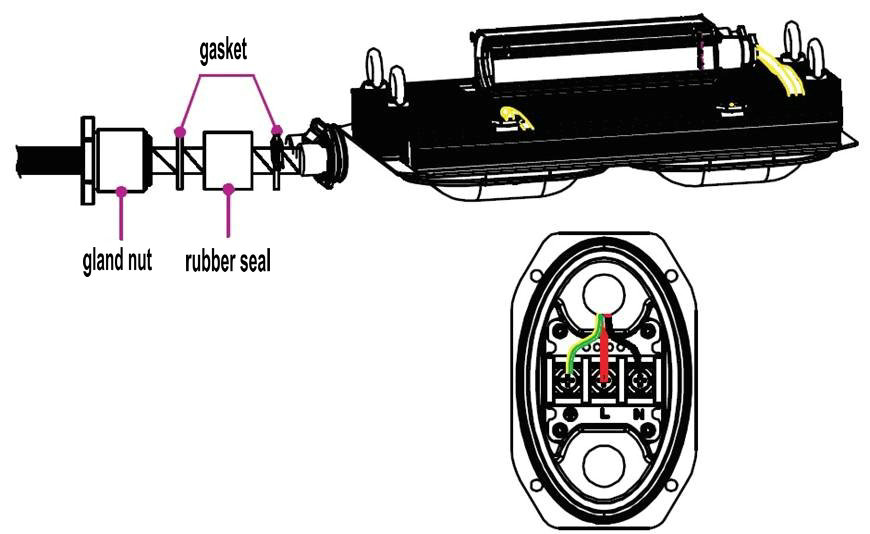 gasket
gland nut
rubber seal
⏚ L N